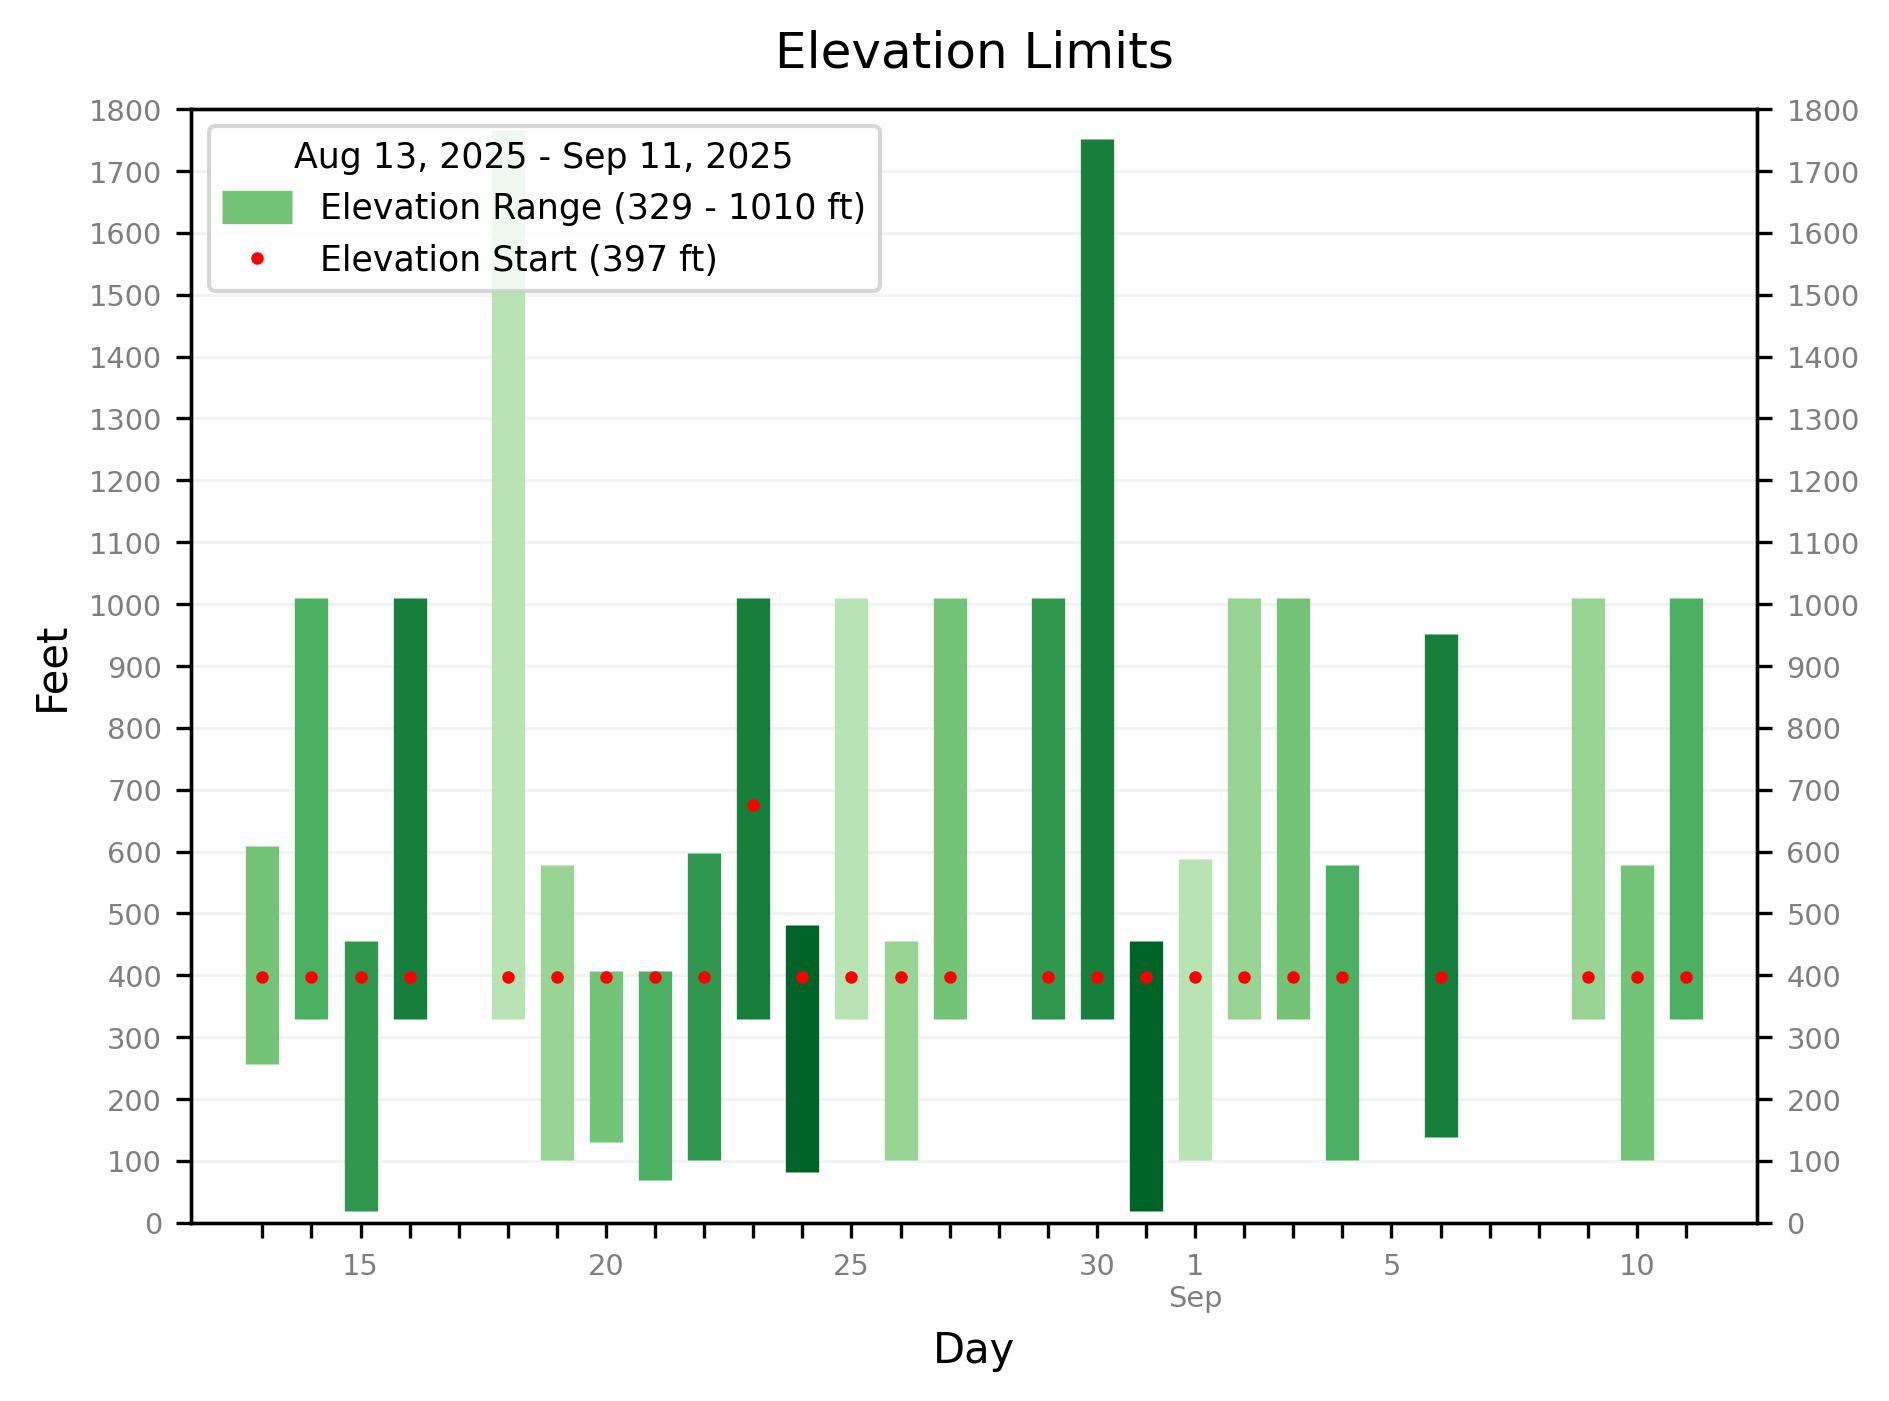 Elevation Limits
Aug 13, 2025 - Sep 11, 2025
Elevation Range (329 - 1010 ft)
Elevation Start (397 ft)
1800 1800
1700 1700
1600 1600
1500 1500
1400 1400
1300 1300
1200 1200
1100 1100
1000 1000
900 900
800 800
700 700
600 600
500 500
400 400
300 300
200 200
100 100
0 0
Feet
15 20 25 30 1 5 10
Sep
Day